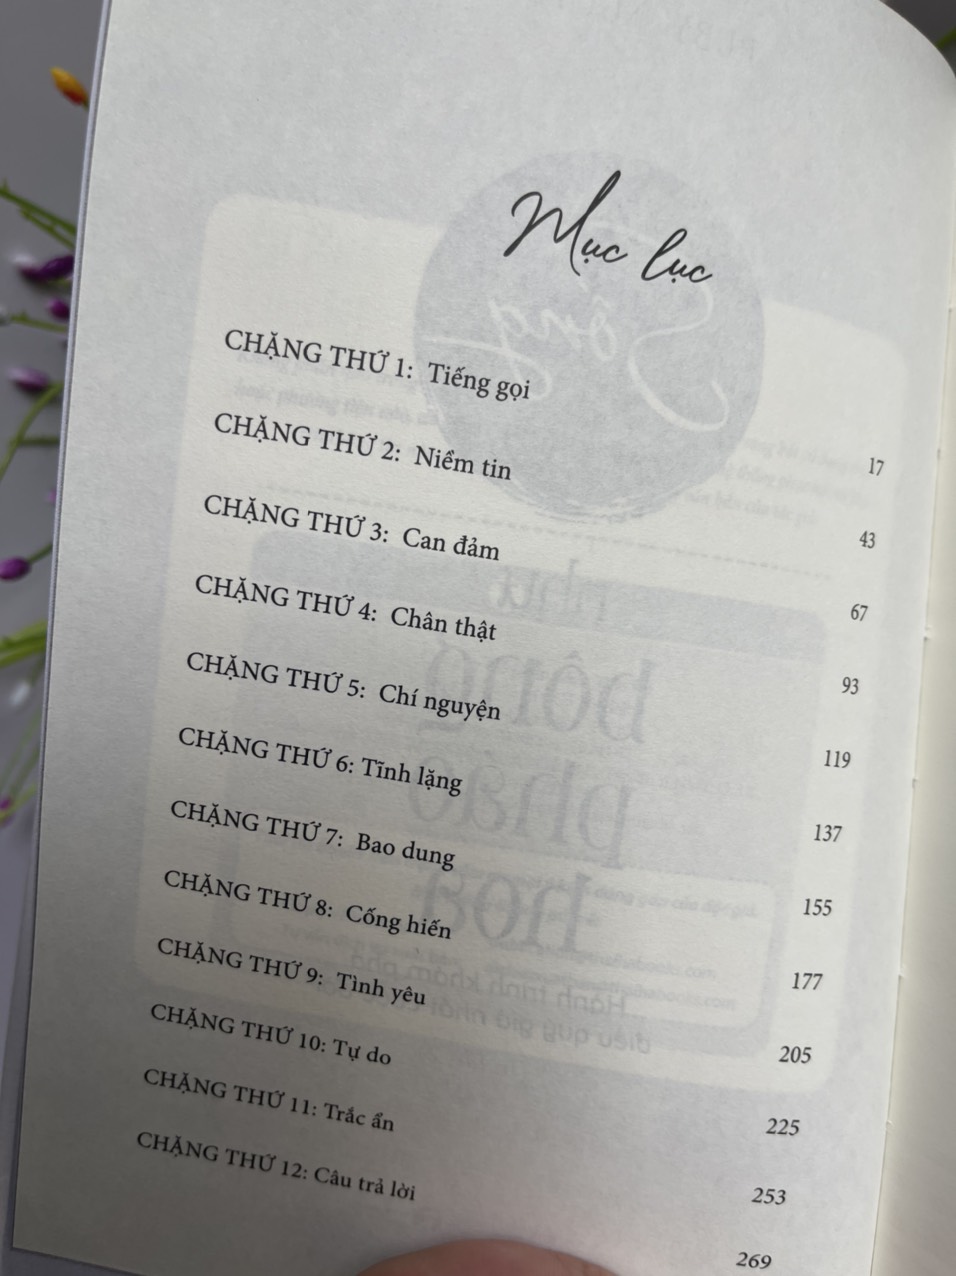 Mục lục
CHẶNG THỨ 1: Tiếng gọi 17
CHẶNG THỨ 2: Niềm tin 43
CHẶNG THỨ 3: Can đảm 67
CHẶNG THỨ 4: Chân thật 93
CHẶNG THỨ 5: Chí nguyện 119
CHẶNG THỨ 6: Tĩnh lặng 137
CHẶNG THỨ 7: Bao dung 155
CHẶNG THỨ 8: Cống hiến 177
CHẶNG THỨ 9: Tình yêu 205
CHẶNG THỨ 10: Tự do 225
CHẶNG THỨ 11: Trắc ẩn 253
CHẶNG THỨ 12: Câu trả lời 269